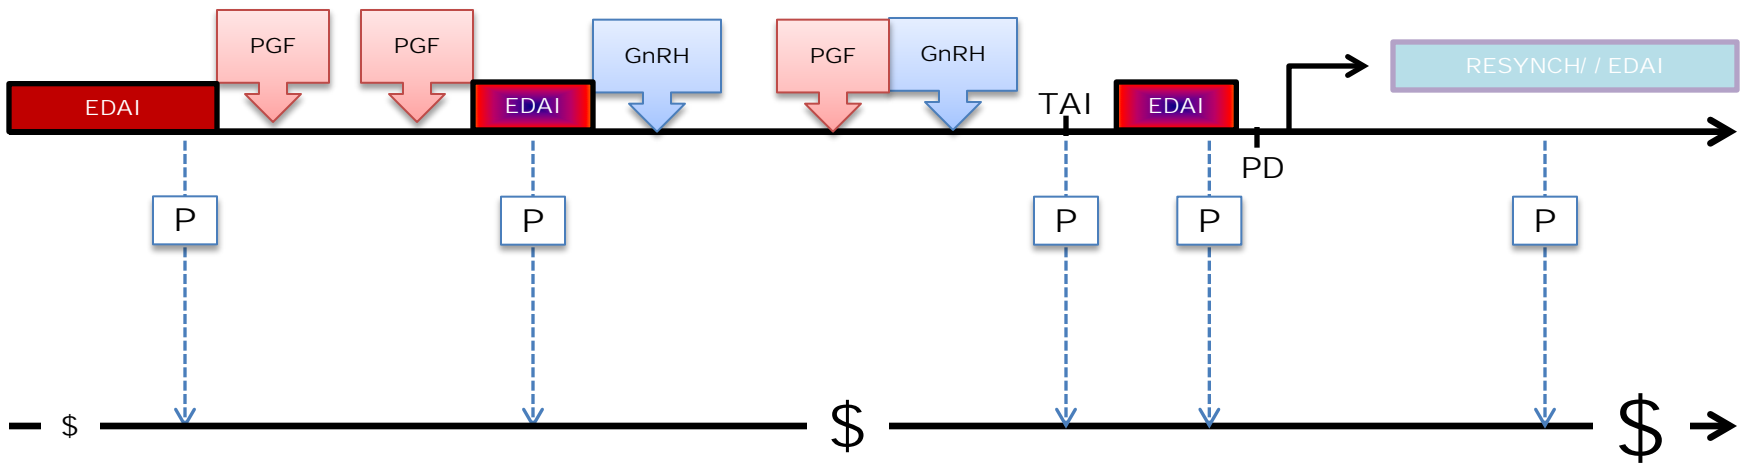 PGF
PGF
GnRH
PGF
GnRH
RESYNCH/ / EDAI
EDAI
EDAI
TAI
EDAI
PD
P
P
P
P
P
$
$
$